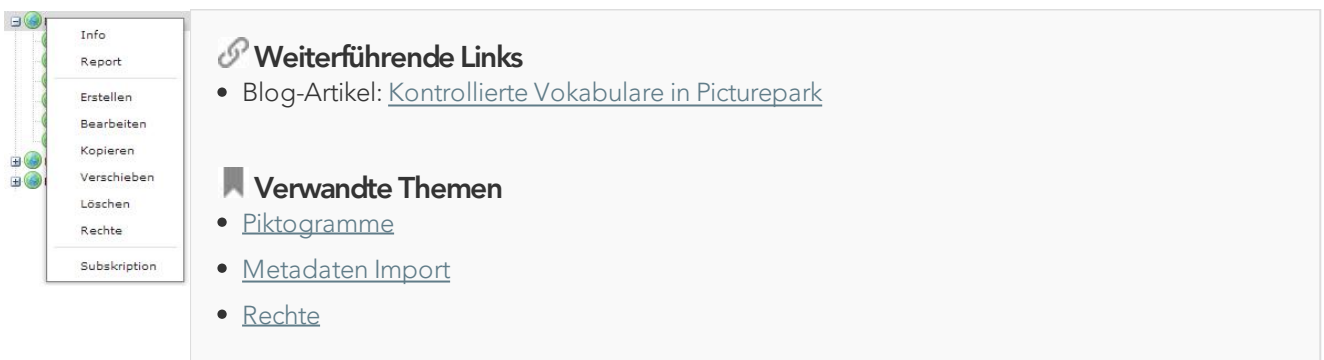 Info
Report
Erstellen
Bearbeiten
Kopieren
Verschieben
Löschen
Rechte
Subskription
Weiterführende Links
• Blog-Artikel: Kontrollierte Vokabulare in Picturepark
Verwandte Themen
• Piktogramme
• Metadaten Import
• Rechte